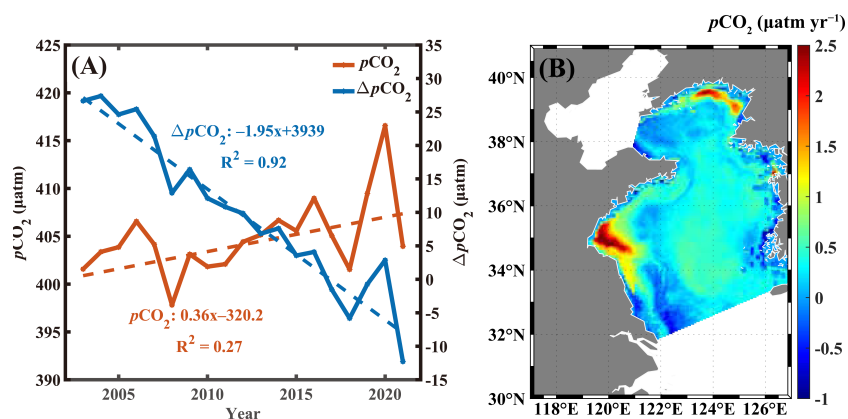 pCO₂ (μatm yr⁻¹)
(A)
pCO₂
ΔpCO₂
ΔpCO₂: –1.95x+3939
R² = 0.92
pCO₂: 0.36x–320.2
R² = 0.27
425
420
415
410
405
400
395
390
pCO₂ (μatm)
35
30
25
20
15
10
5
0
-5
-10
-15
ΔpCO₂ (μatm)
2005
2010
2015
2020
Year
(B)
40°N
38°N
36°N
34°N
32°N
30°N
118°E
120°E
122°E
124°E
126°E
2.5
2
1.5
1
0.5
0
-0.5
-1